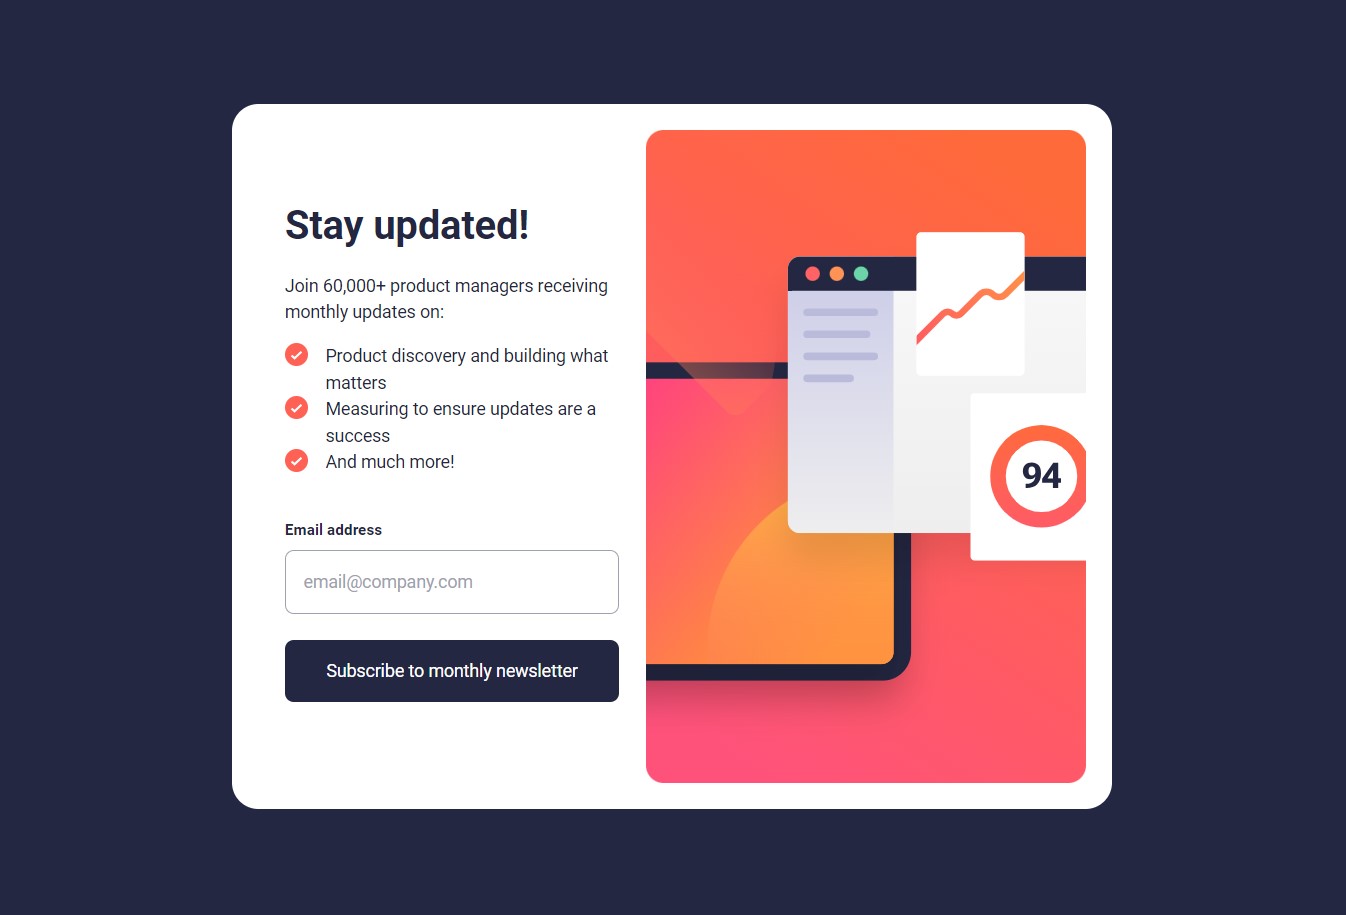 Stay updated!
Join 60,000+ product managers receiving
monthly updates on:
Product discovery and building what
matters
Measuring to ensure updates are a
success
And much more!
Email address
email@company.com
Subscribe to monthly newsletter
94